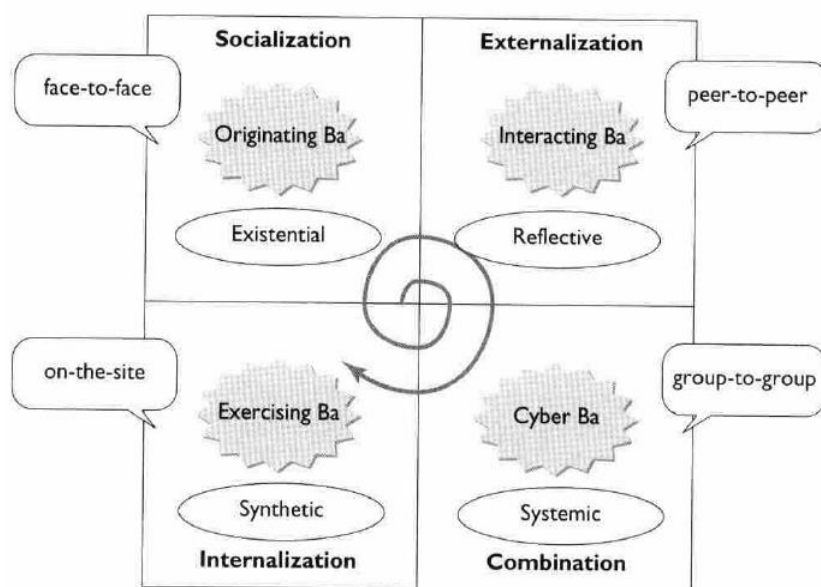 Socialization
Externalization
face-to-face
peer-to-peer
Originating Ba
Interacting Ba
Existential
Reflective
on-the-site
group-to-group
Exercising Ba
Cyber Ba
Synthetic
Systemic
Internalization
Combination